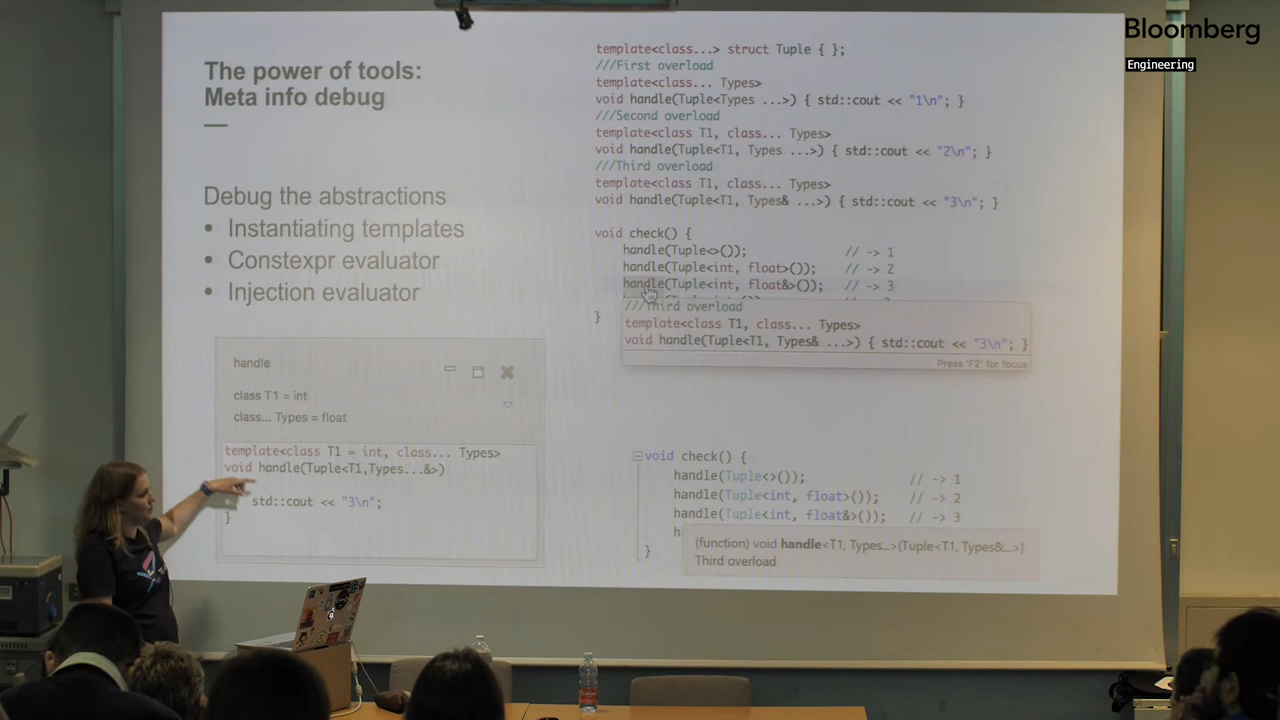 Bloomberg
Engineering
The power of tools:
Meta info debug
Debug the abstractions
• Instantiating templates
• Constexpr evaluator
• Injection evaluator
template<class...> struct Tuple { };
///First overload
template<class... Types>
void handle(Tuple<Types ...>) { std::cout << "1\n"; }
///Second overload
template<class T1, class... Types>
void handle(Tuple<T1, Types ...>) { std::cout << "2\n"; }
///Third overload
template<class T1, class... Types>
void handle(Tuple<T1, Types& ...>) { std::cout << "3\n"; }
void check() {
handle(Tuple<>()); // -> 1
handle(Tuple<int, float>()); // -> 2
handle(Tuple<int, float&>()); // -> 3
}
///Third overload
template<class T1, class... Types>
void handle(Tuple<T1, Types& ...>) { std::cout << "3\n"; }
Press 'F2' for focus
handle
class T1 = int
class... Types = float
template<class T1 = int, class... Types>
void handle(Tuple<T1,Types...&>)
std::cout << "3\n";
}
void check() {
handle(Tuple<>()); // -> 1
handle(Tuple<int, float>()); // -> 2
handle(Tuple<int, float&>()); // -> 3
h
}
(function) void handle<T1, Types...>(Tuple<T1, Types&...>)
Third overload